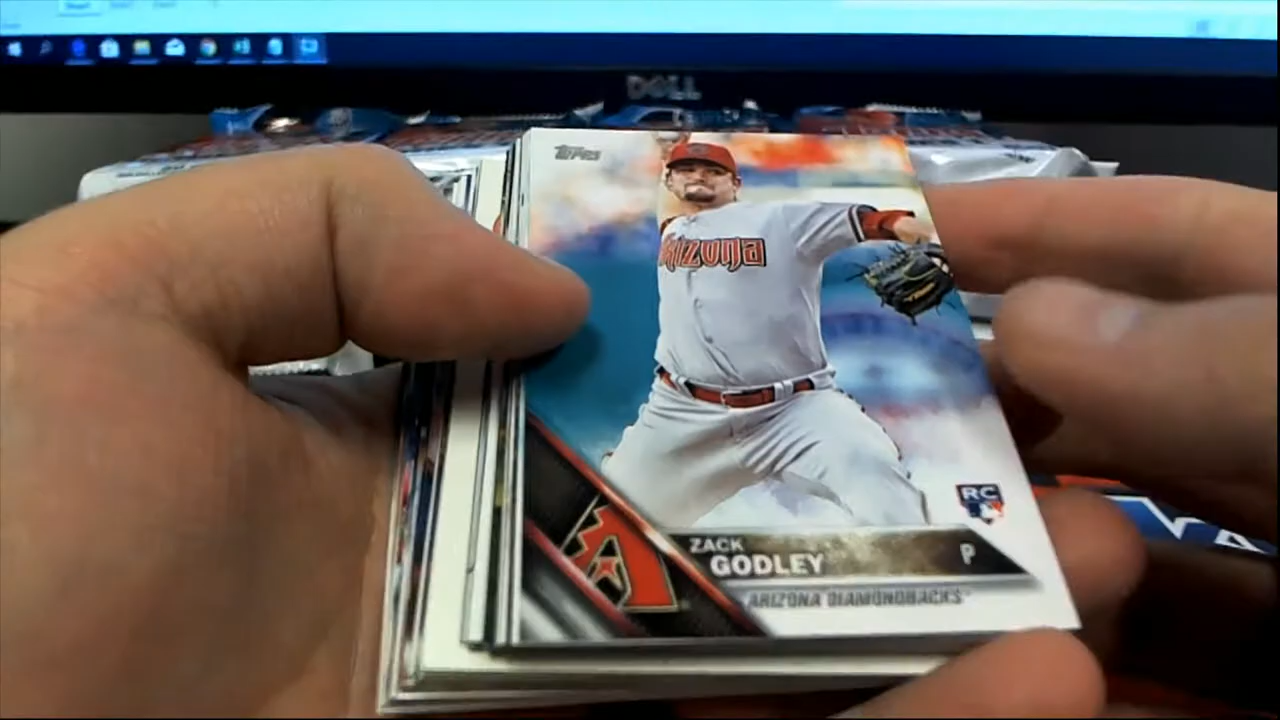 DELL
Topps
Arizona
RC
ZACK
GODLEY
P
ARIZONA DIAMONDBACKS